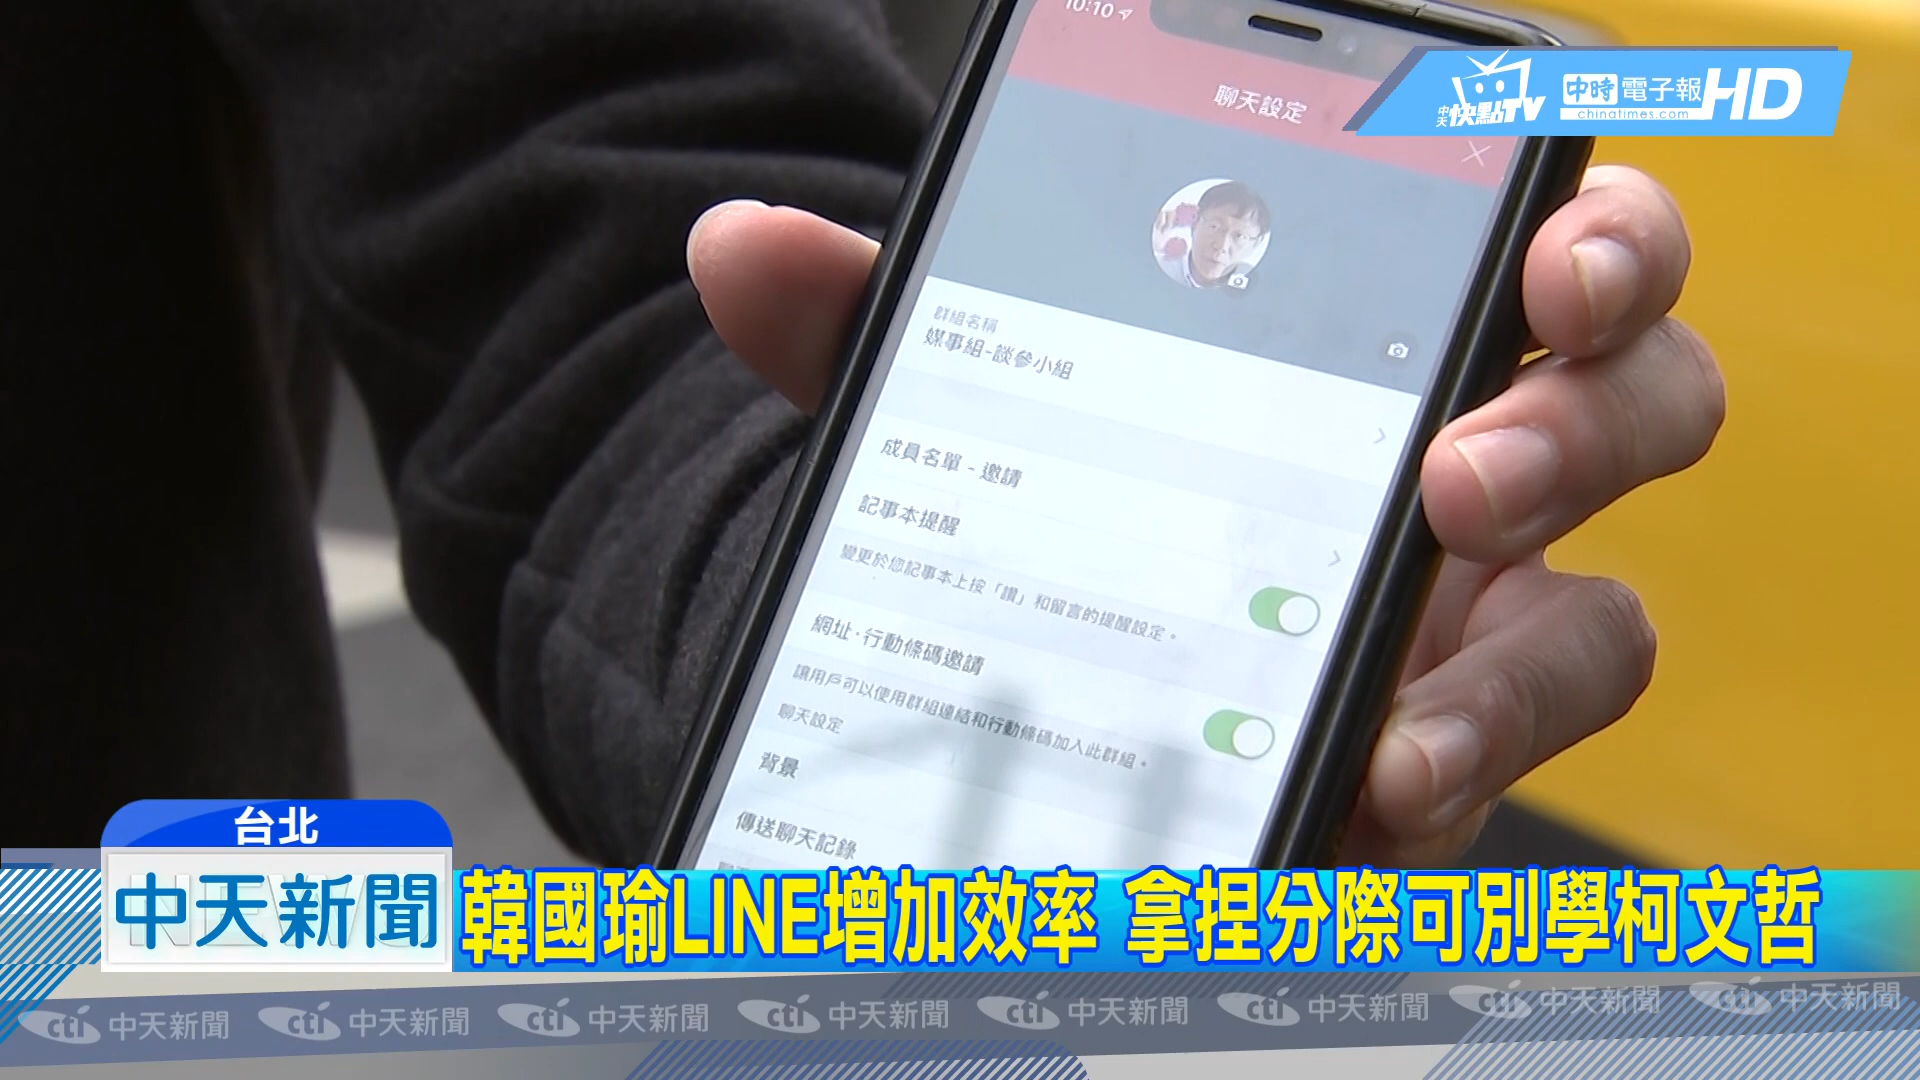 10:10
聊天設定
中天快點TV
中時電子報HD
chinatimes.com
群組名稱
媒事組-談參小組
成員名單 - 邀請
記事本提醒
變更於您記事本上按「讚」和留言的提醒設定。
網址·行動條碼邀請
讓用戶可以使用群組連結和行動條碼加入此群組。
聊天設定
背景
傳送聊天記錄
台北
中天新聞
韓國瑜LINE增加效率 拿捏分際可別學柯文哲
cti 中天新聞 cti 中天新聞 cti 中天新聞 cti 中天新聞 cti 中天新聞 cti 中天新聞 cti 中天新聞 cti 中天新聞